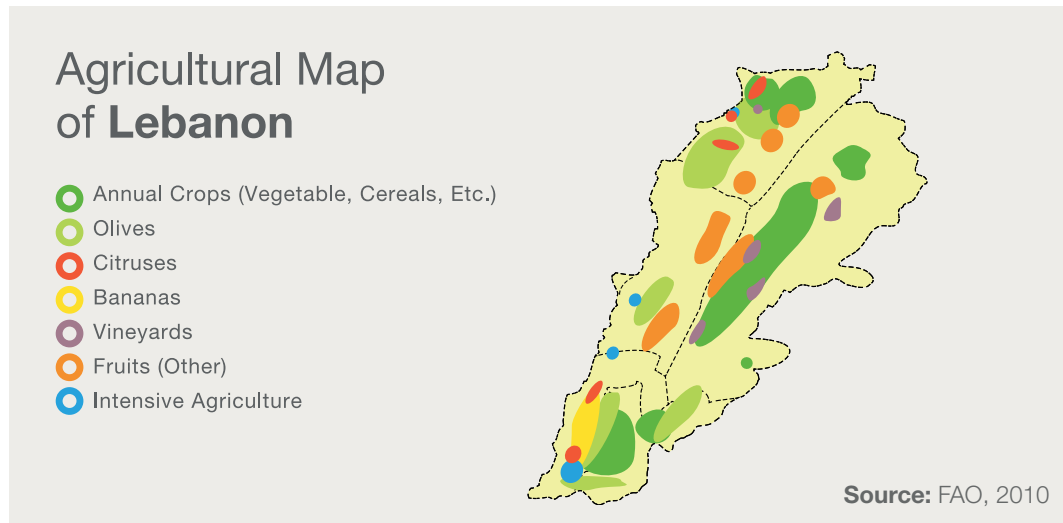 Agricultural Map
of Lebanon
Annual Crops (Vegetable, Cereals, Etc.)
Olives
Citruses
Bananas
Vineyards
Fruits (Other)
Intensive Agriculture
Source: FAO, 2010